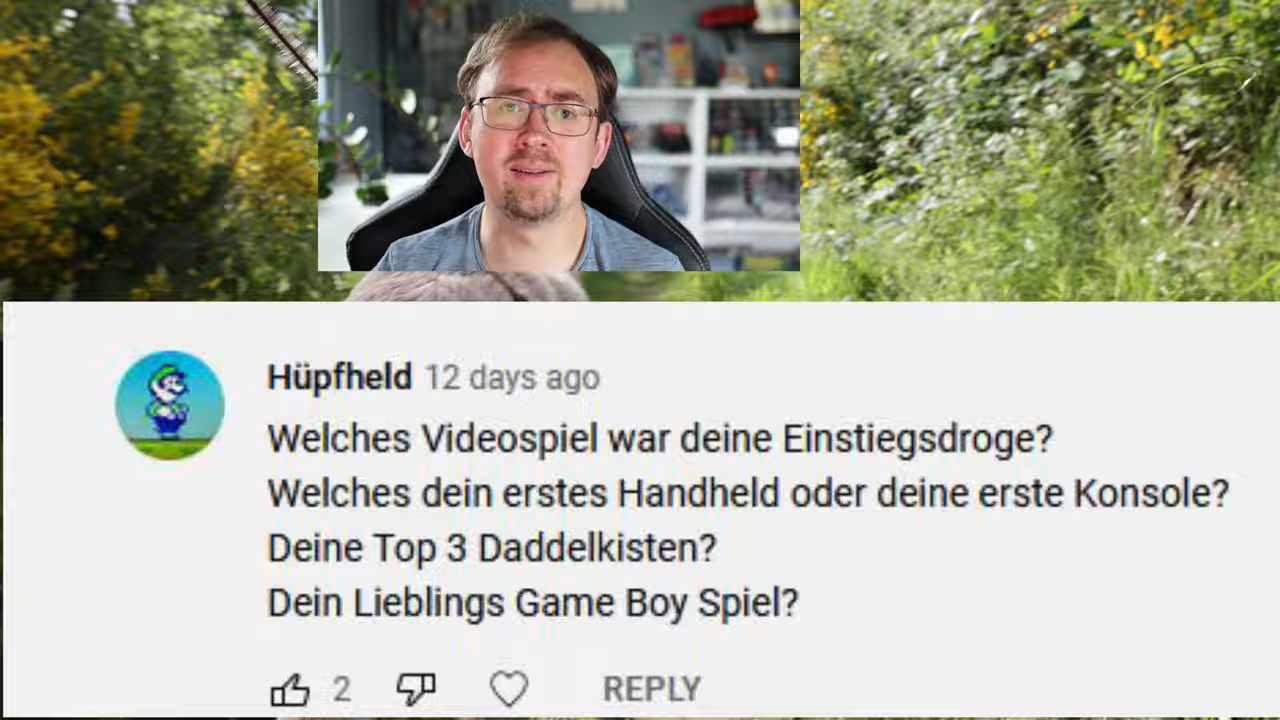 Hüpfheld 12 days ago
Welches Videospiel war deine Einstiegsdroge?
Welches dein erstes Handheld oder deine erste Konsole?
Deine Top 3 Daddelkisten?
Dein Lieblings Game Boy Spiel?
2 REPLY